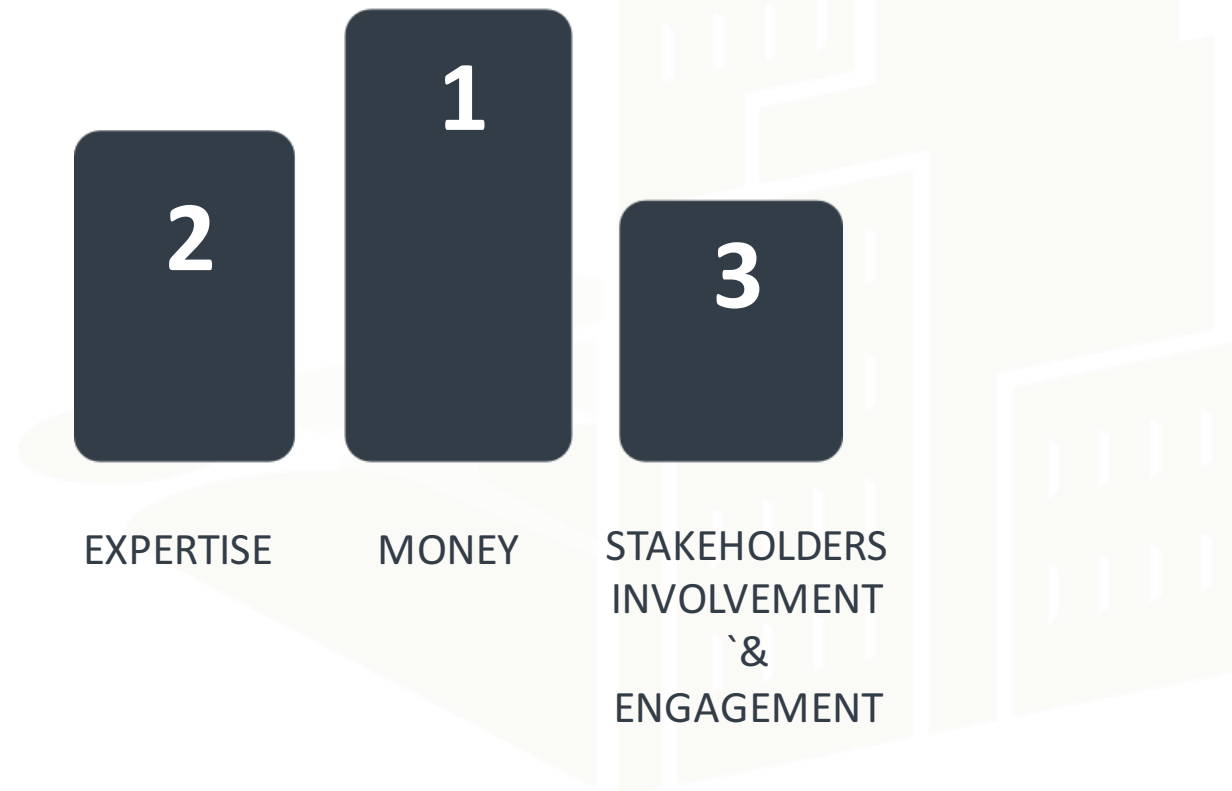 1
2
3
EXPERTISE
MONEY
STAKEHOLDERS
INVOLVEMENT
`&
ENGAGEMENT